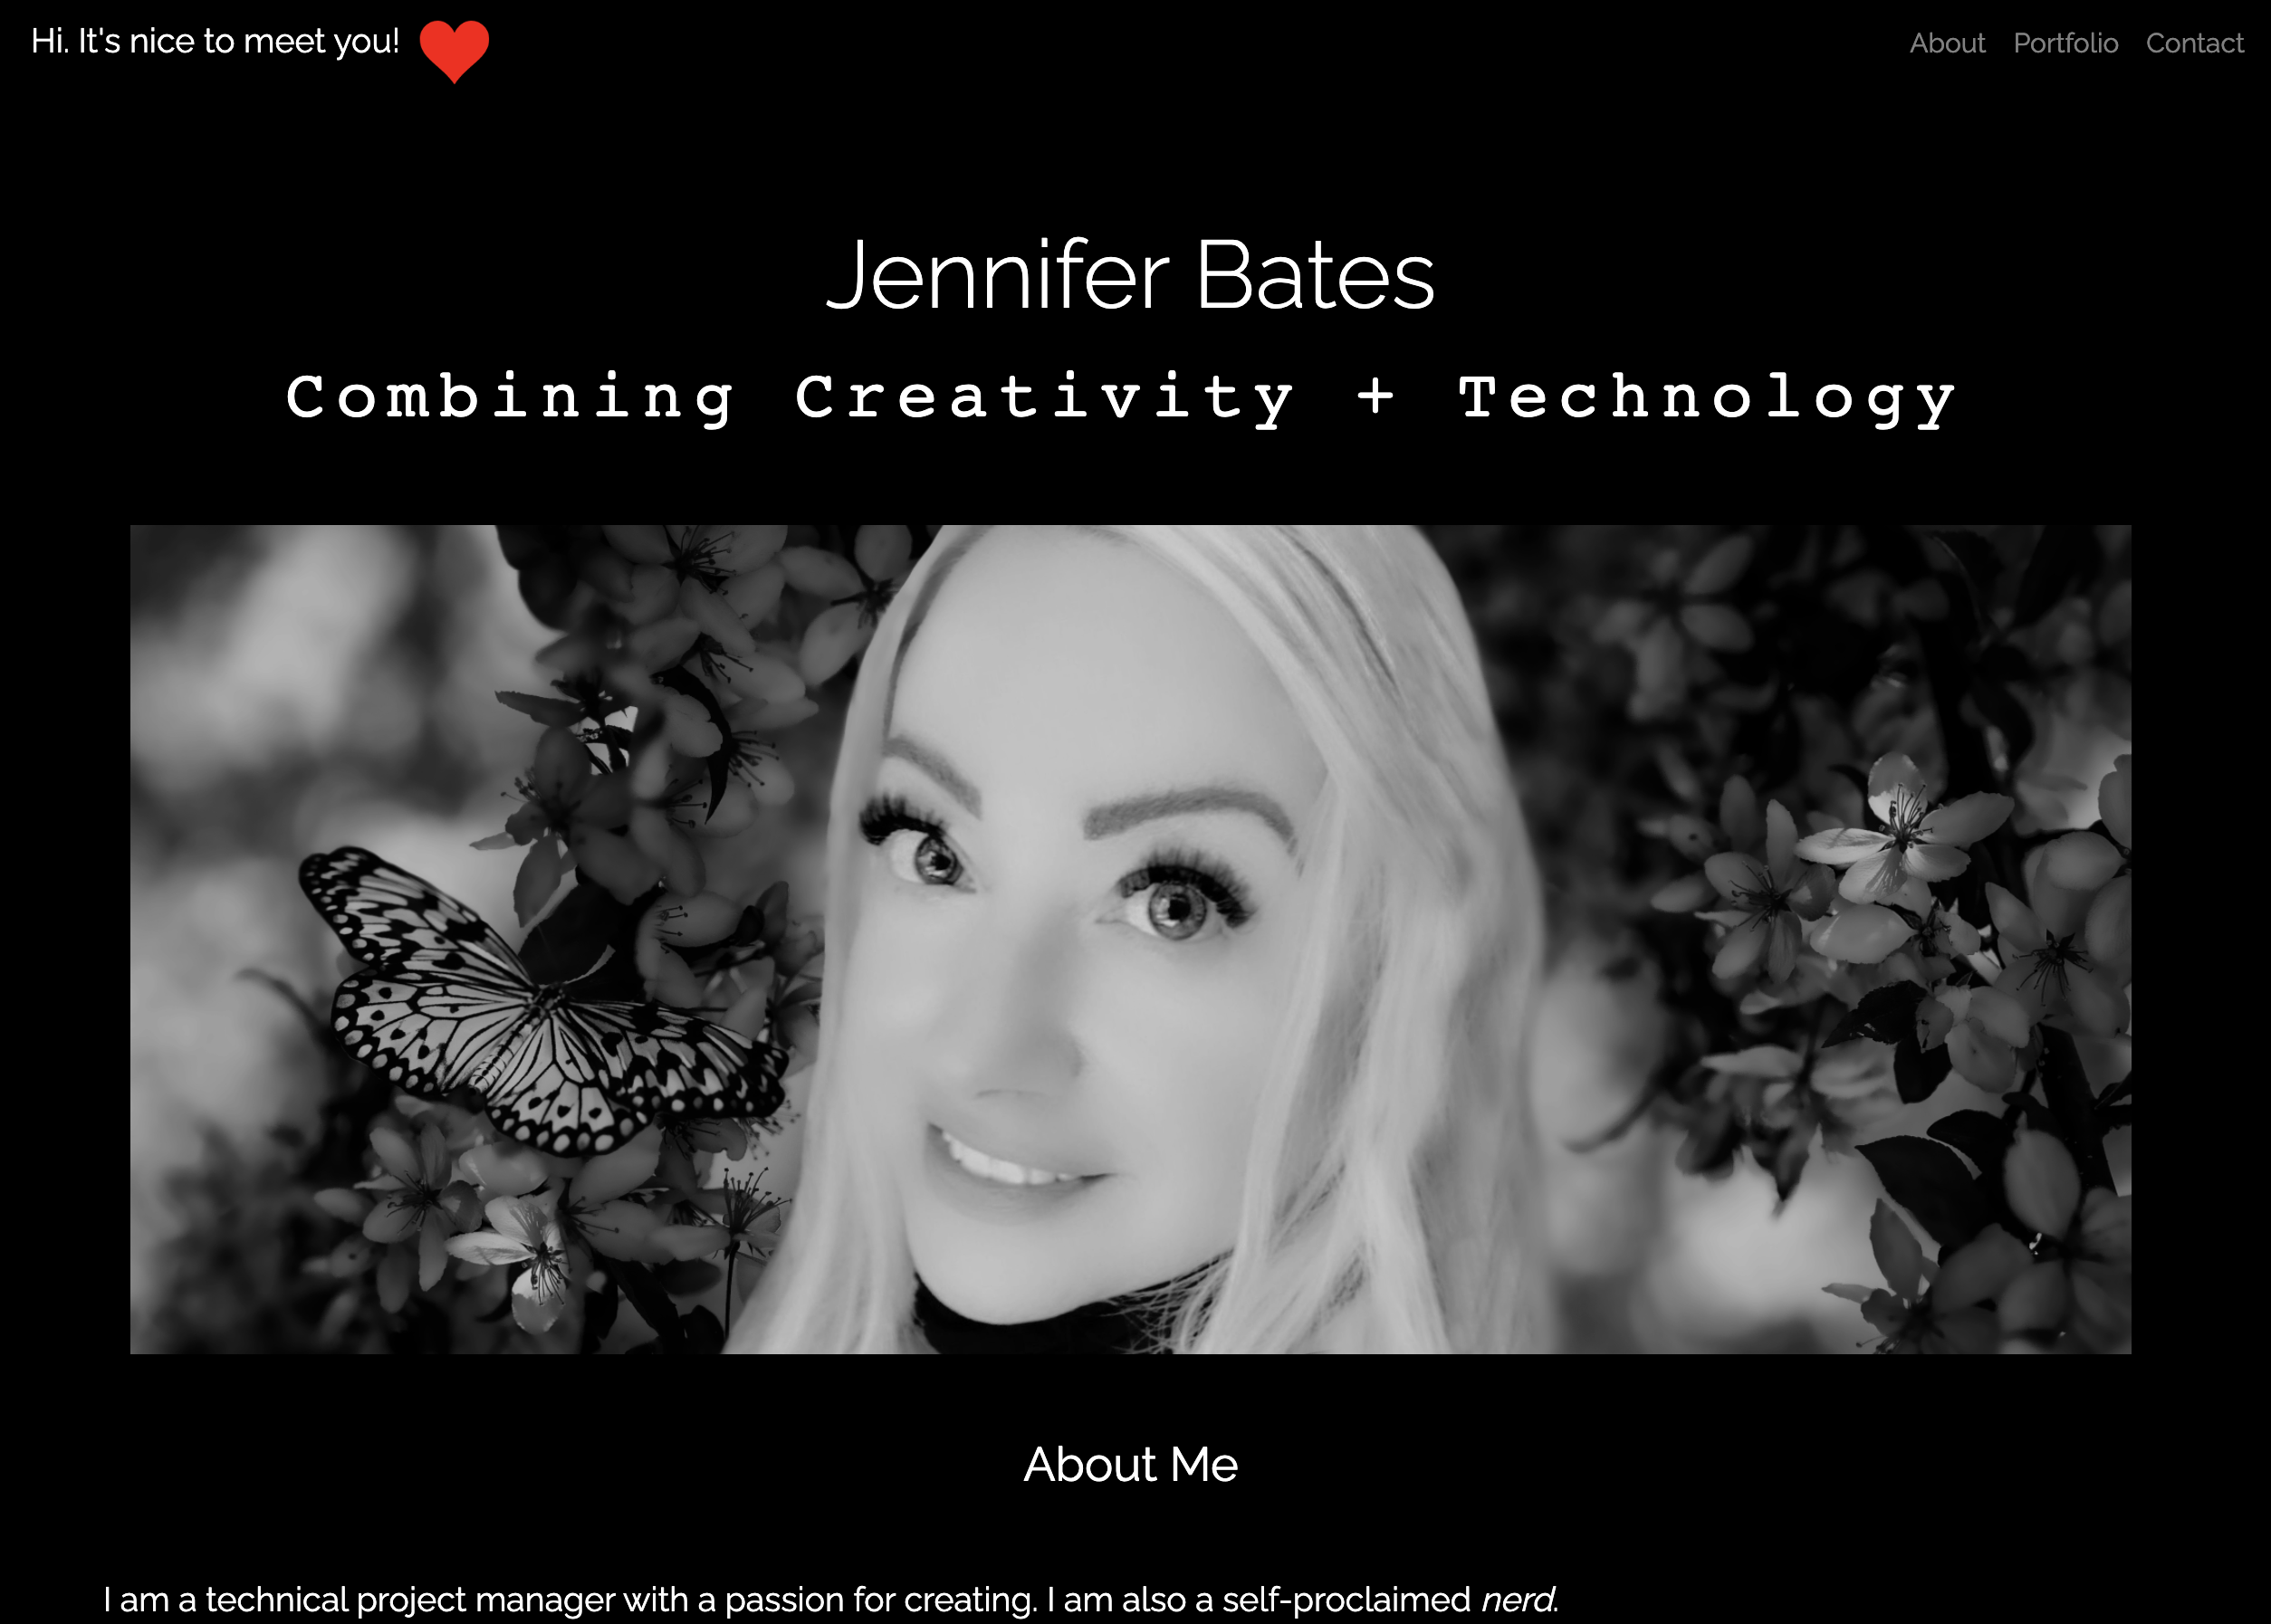 Hi. It's nice to meet you!
About Portfolio Contact
Jennifer Bates
Combining Creativity + Technology
About Me
I am a technical project manager with a passion for creating. I am also a self-proclaimed nerd.